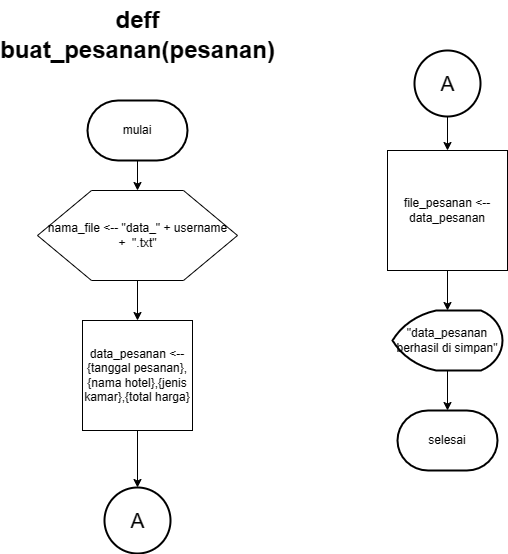 deff
buat_pesanan(pesanan)
mulai
nama_file <-- "data_" + username
+ ".txt"
data_pesanan <--
{tanggal pesanan},
{nama hotel},{jenis
kamar},{total harga}
A
A
file_pesanan <--
data_pesanan
"data_pesanan
berhasil di simpan"
selesai